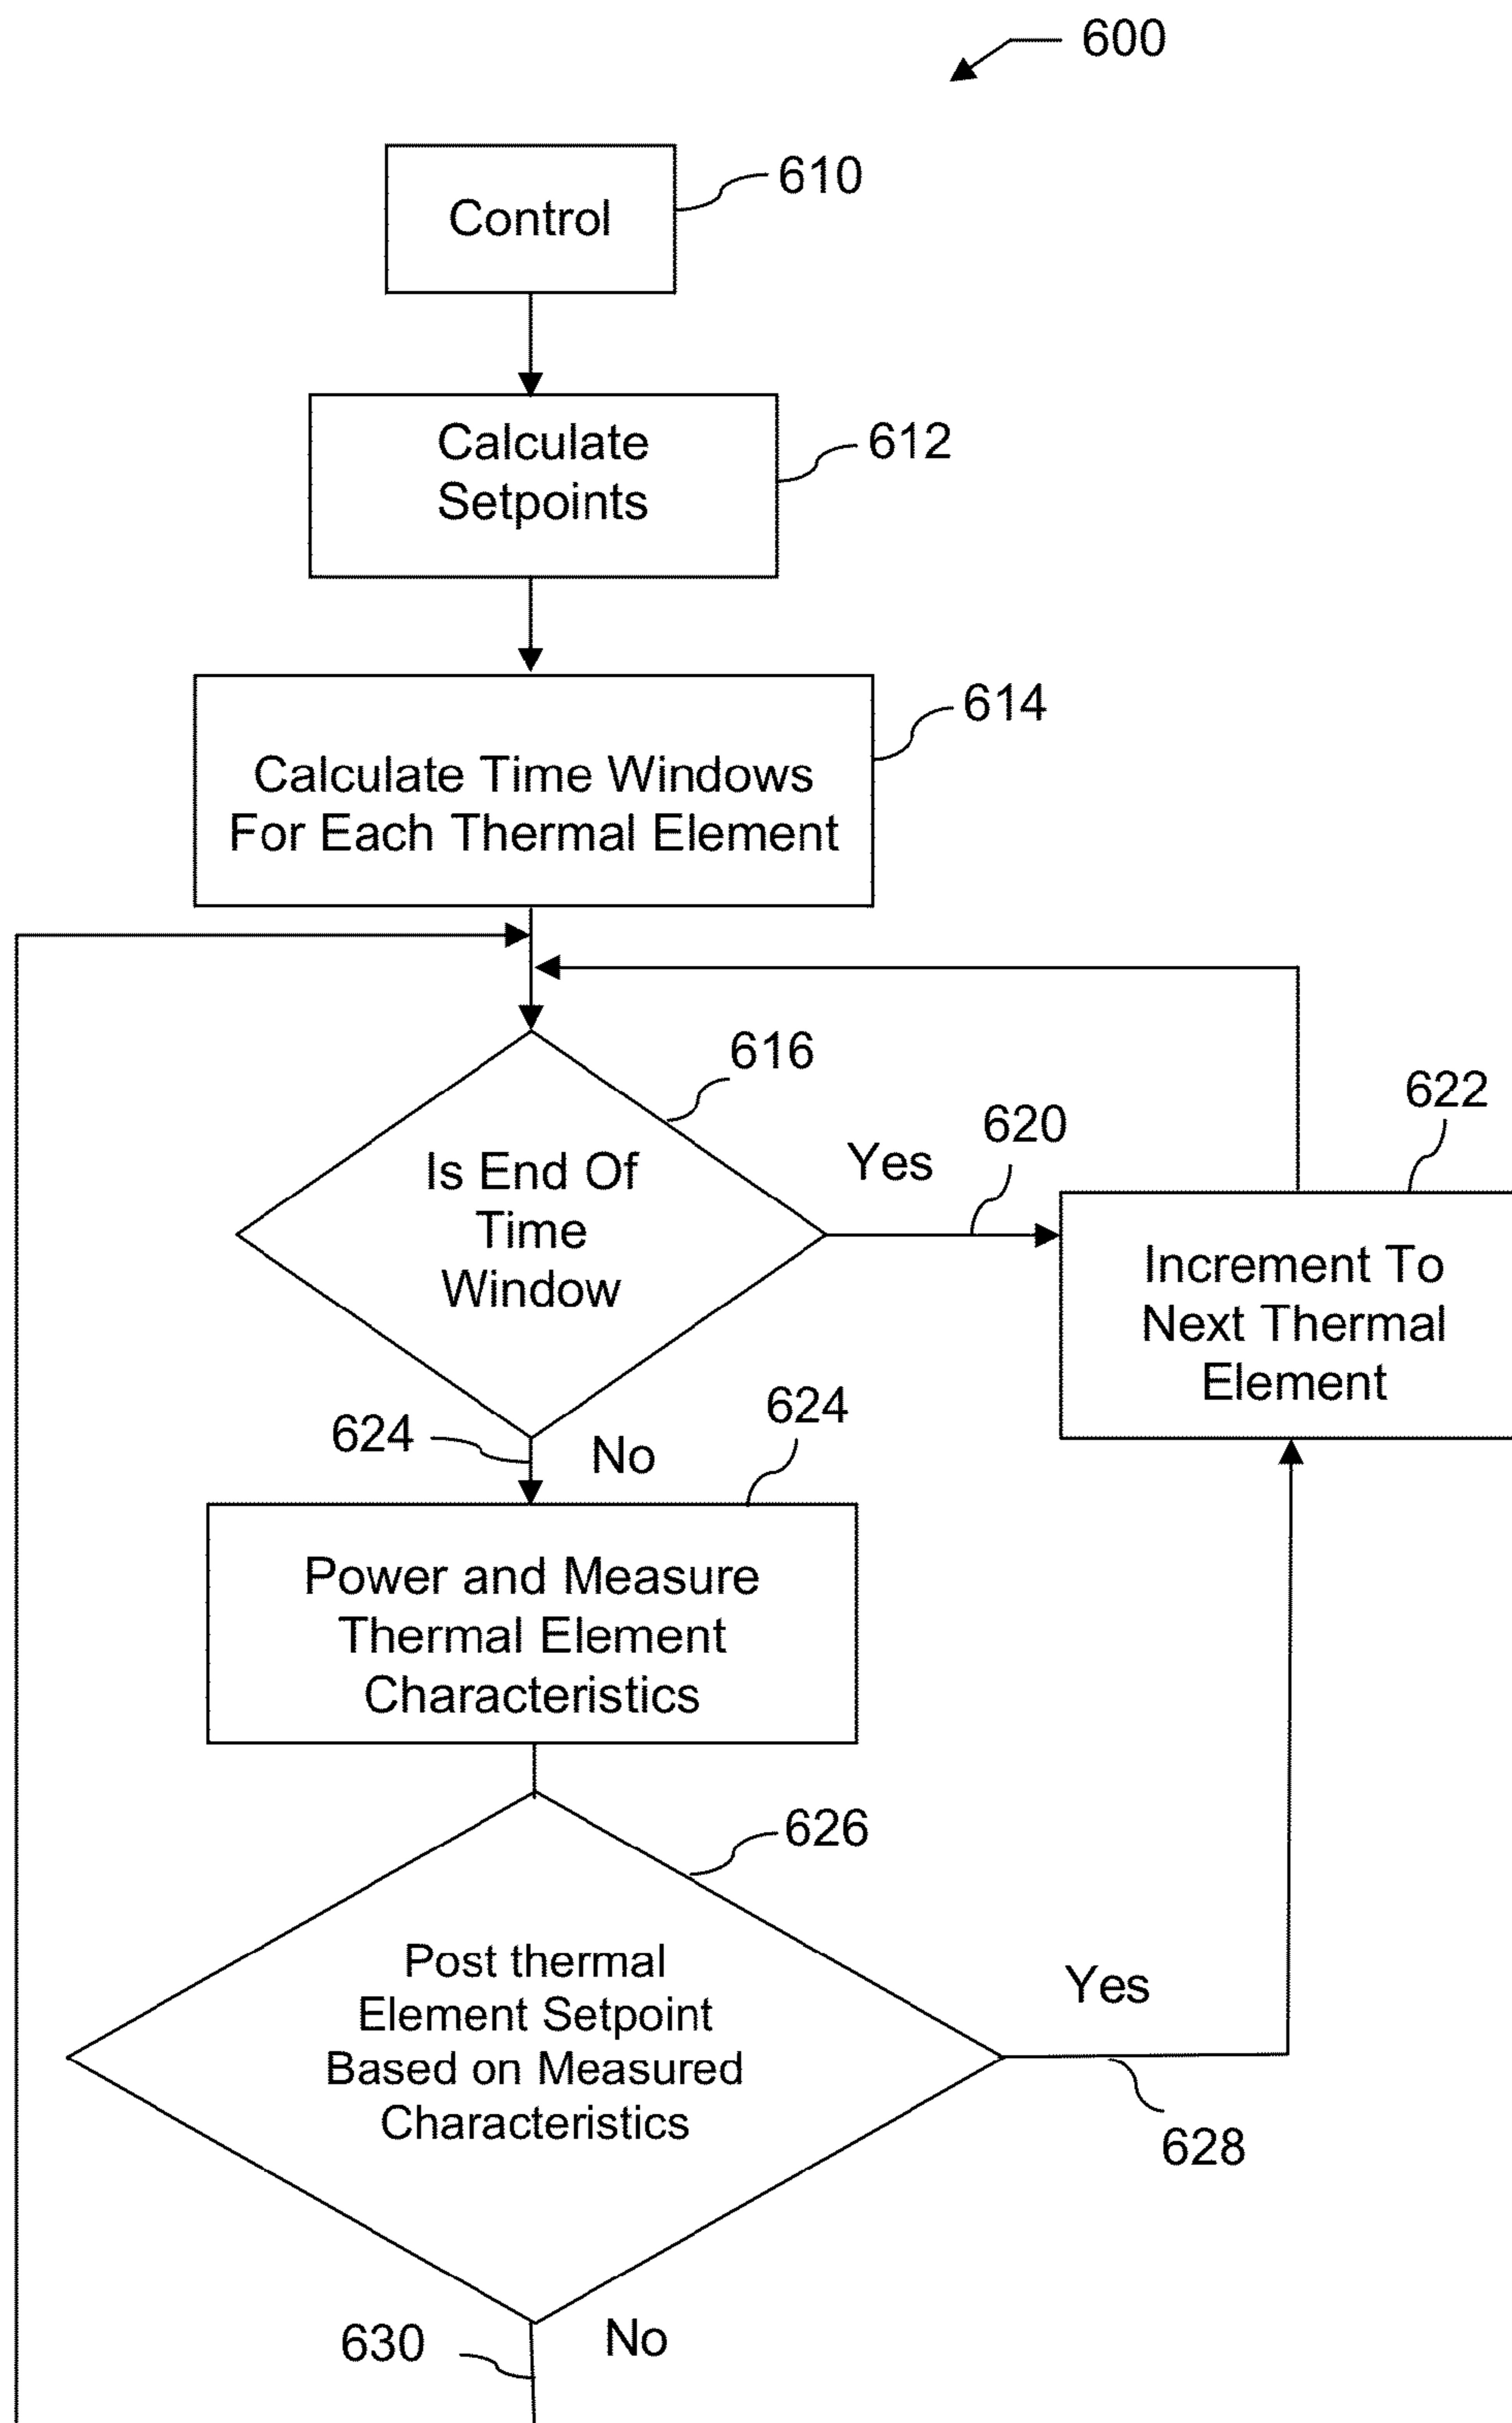 600
Control
610
Calculate
Setpoints
612
614
Calculate Time Windows
For Each Thermal Element
616
Is End Of
Time
Window
Yes
620
622
Increment To
Next Thermal
Element
624
No
624
Power and Measure
Thermal Element
Characteristics
626
Post thermal
Element Setpoint
Based on Measured
Characteristics
Yes
628
630
No